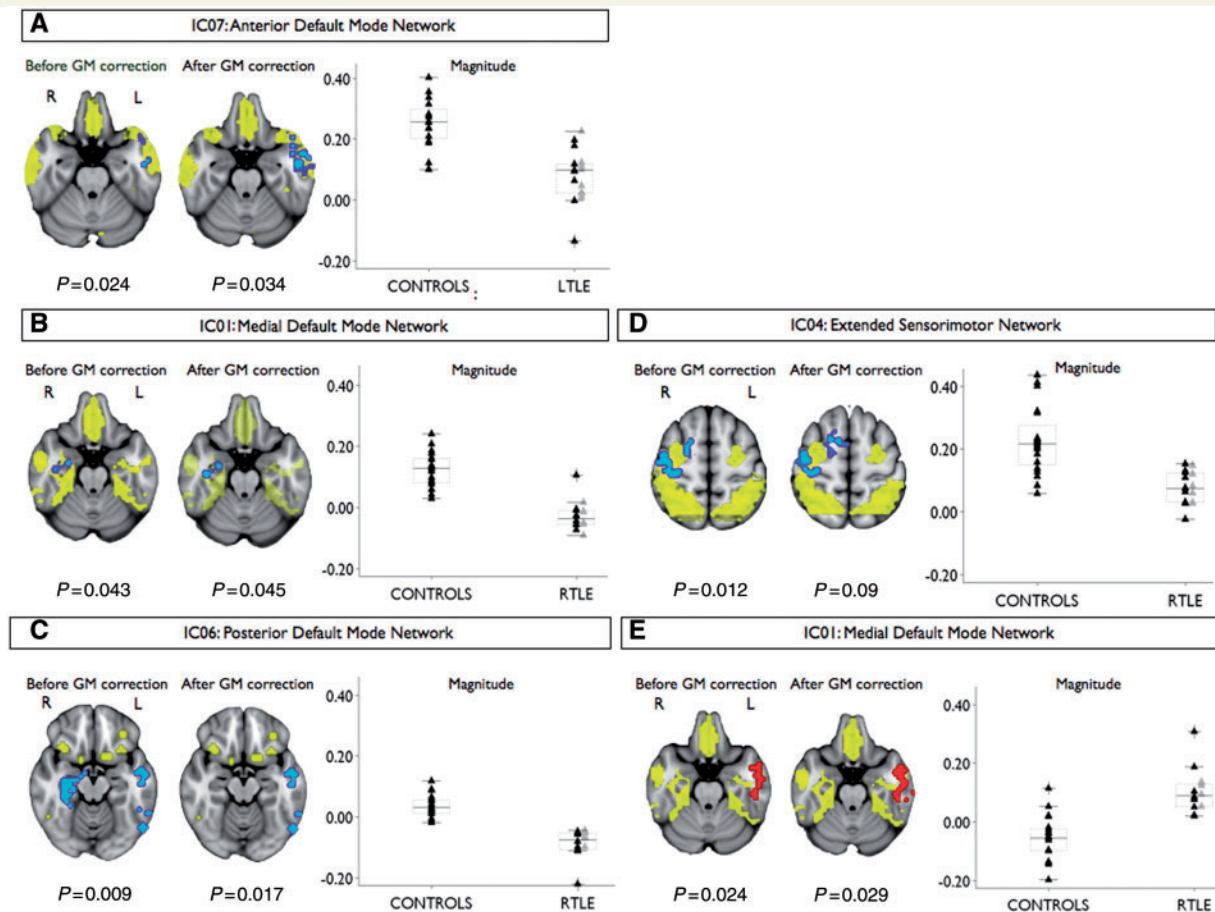 A IC07: Anterior Default Mode Network
Before GM correction After GM correction Magnitude
R L
0.40
0.20
0.00
-0.20
CONTROLS : LTLE
P=0.024 P=0.034
B IC01: Medial Default Mode Network
Before GM correction After GM correction Magnitude
R L
0.40
0.20
0.00
-0.20
CONTROLS RTLE
P=0.043 P=0.045
C IC06: Posterior Default Mode Network
Before GM correction After GM correction Magnitude
R L
0.40
0.20
0.00
-0.20
CONTROLS RTLE
P=0.009 P=0.017
D IC04: Extended Sensorimotor Network
Before GM correction After GM correction Magnitude
R L
0.40
0.20
0.00
-0.20
CONTROLS RTLE
P=0.012 P=0.09
E IC01: Medial Default Mode Network
Before GM correction After GM correction Magnitude
R L
0.40
0.20
0.00
-0.20
CONTROLS RTLE
P=0.024 P=0.029